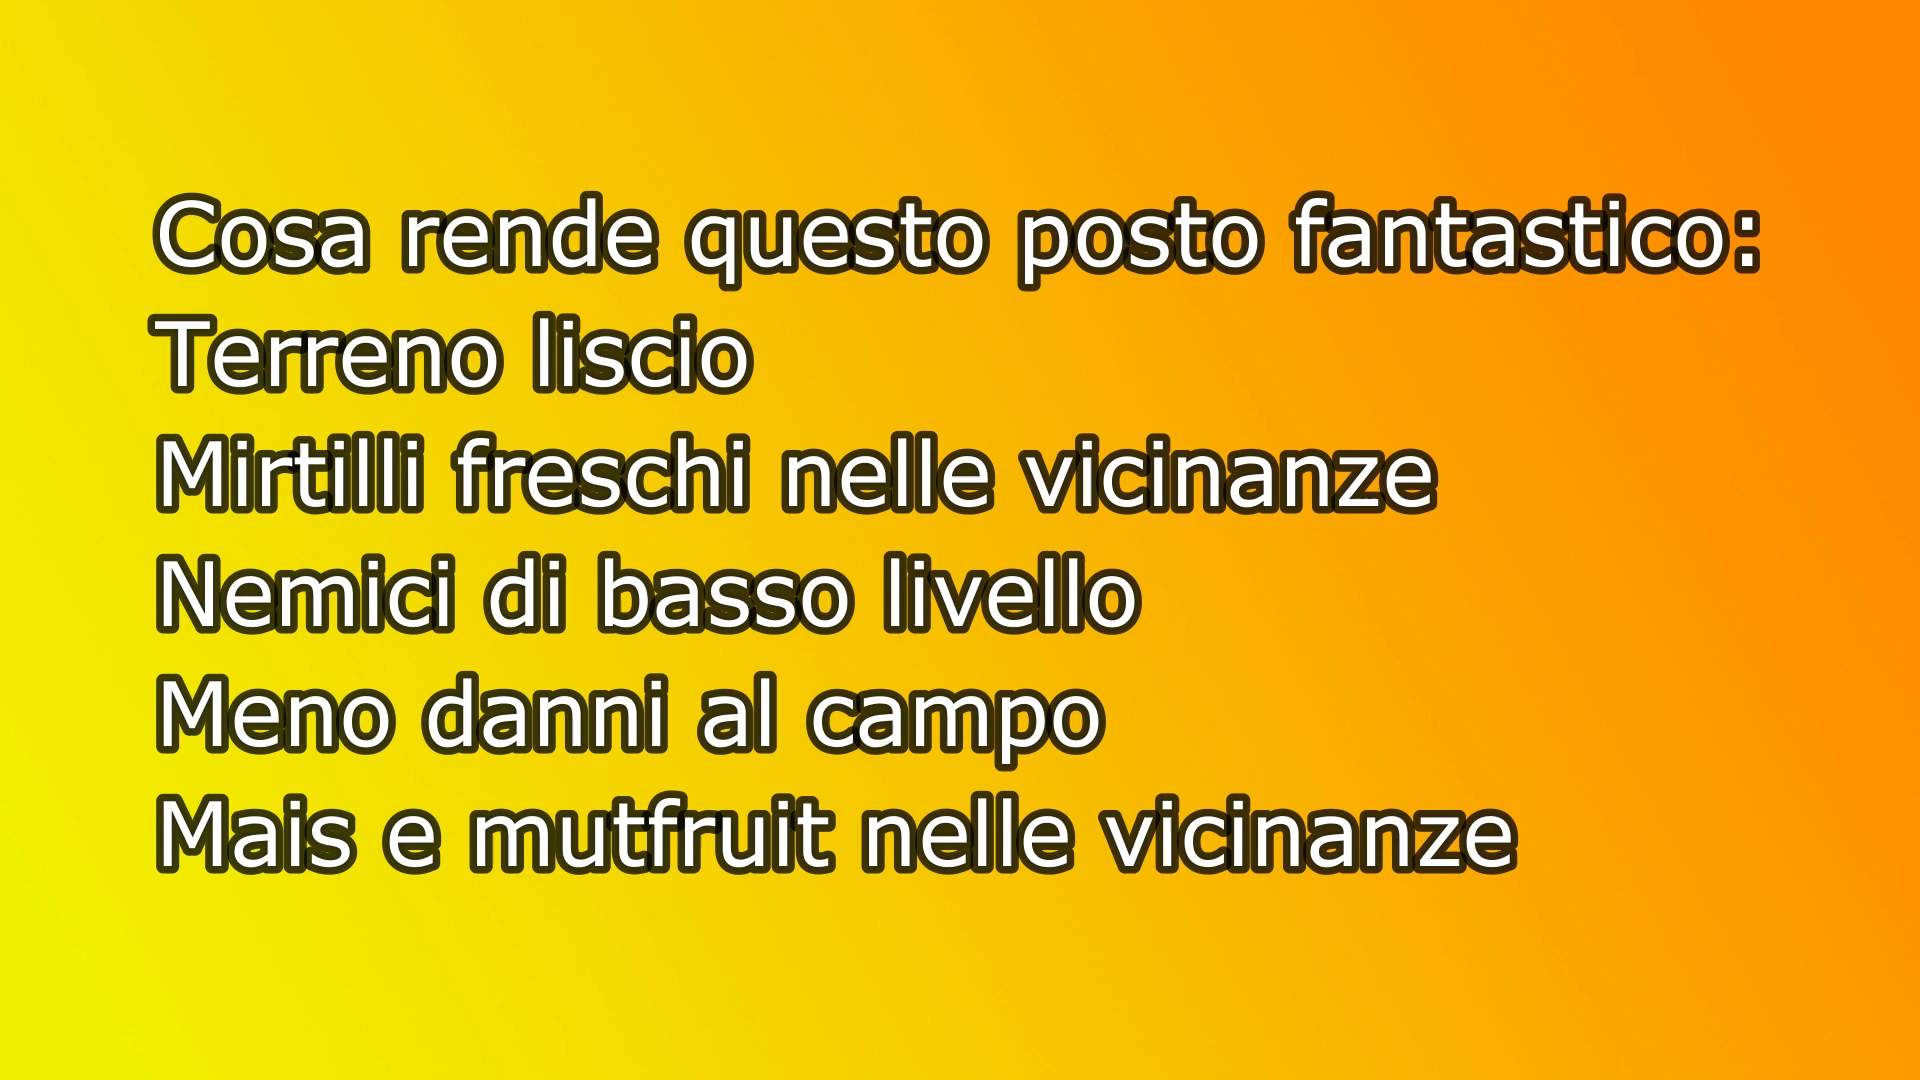 Cosa rende questo posto fantastico:
Terreno liscio
Mirtilli freschi nelle vicinanze
Nemici di basso livello
Meno danni al campo
Mais e mutfruit nelle vicinanze